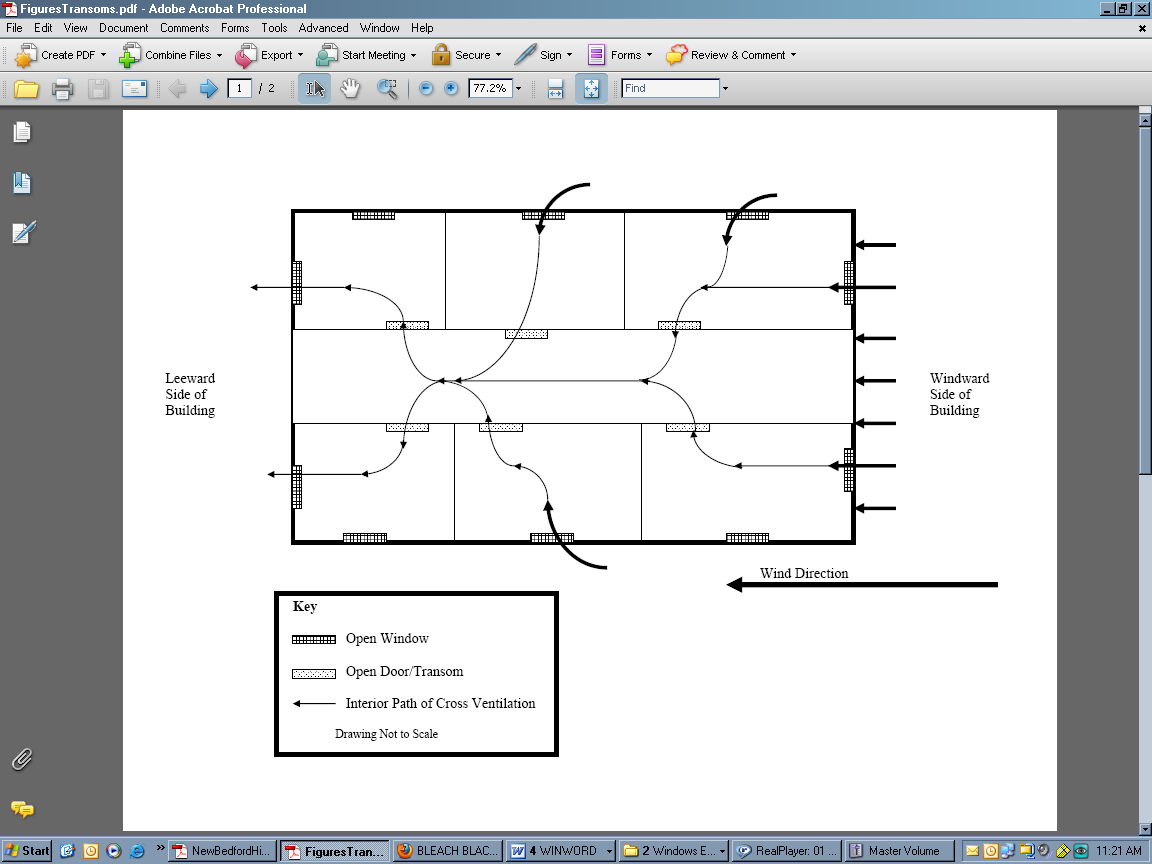 FiguresTransoms.pdf - Adobe Acrobat Professional
File Edit View Document Comments Forms Tools Advanced Window Help
Create PDF Combine Files Export Start Meeting Secure Sign Forms Review & Comment
1 / 2 77.2% Find
Leeward
Side of
Building
Windward
Side of
Building
Wind Direction
Key
Open Window
Open Door/Transom
Interior Path of Cross Ventilation
Drawing Not to Scale
Start » NewBedfordHi... FiguresTran... BLEACH BLAC... 4 WINWORD 2 Windows E... RealPlayer: 01 ... Master Volume 11:21 AM